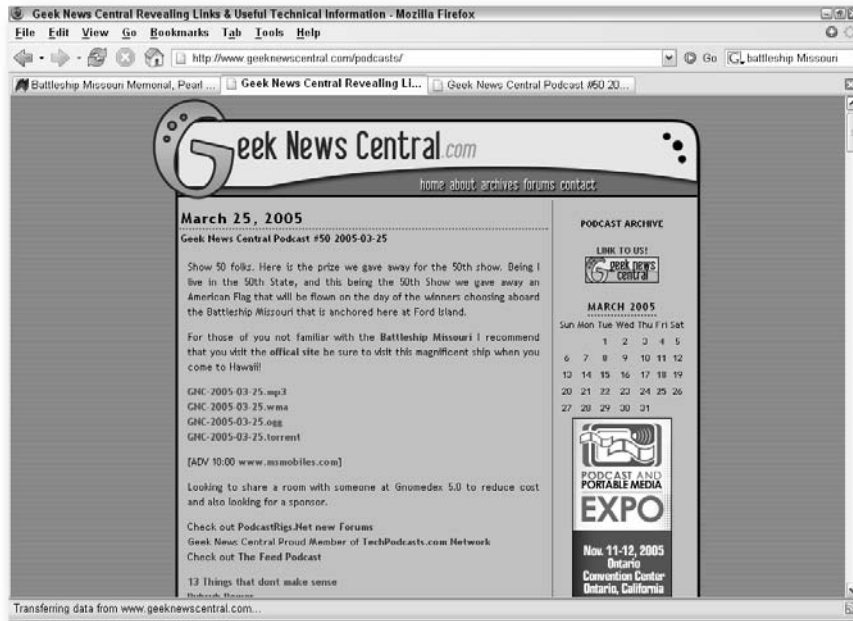 Geek News Central Revealing Links & Useful Technical Information - Mozilla Firefox
File Edit View Go Bookmarks Tab Tools Help
http://www.geeknewscentral.com/podcasts/ Go battleship Missouri
Battleship Missouri Memorial, Pearl ... Geek News Central Revealing Li... Geek News Central Podcast #50 20...
Geek News Central.com
home about archives forums contact
March 25, 2005
Geek News Central Podcast #50 2005-03-25
Show 50 folks. Here is the prize we gave away for the 50th show. Being I
live in the 50th State, and this being the 50th Show we gave away an
American Flag that will be flown on the day of the winners choosing aboard
the Battleship Missouri that is anchored here at Ford Island.
For those of you not familiar with the Battleship Missouri I recommend
that you visit the offical site be sure to visit this magnificent ship when you
come to Hawaii!
GNC-2005-03-25.mp3
GNC-2005-03-25.wma
GNC-2005-03-25.ogg
GNC-2005-03-25.torrent
[ADV 10:00 www.msmobiles.com]
Looking to share a room with someone at Gnomedex 5.0 to reduce cost
and also looking for a sponsor.
Check out PodcastRigs.Net new Forums
Geek News Central Proud Member of TechPodcasts.com Network
Check out The Feed Podcast
13 Things that dont make sense
PODCAST ARCHIVE
LINK TO US!
geek news
central
MARCH 2005
Sun Mon Tue Wed Thu Fri Sat
1 2 3 4 5
6 7 8 9 10 11 12
13 14 15 16 17 18 19
20 21 22 23 24 25 26
27 28 29 30 31
PODCAST AND
PORTABLE MEDIA
EXPO
Nov. 11-12, 2005
Ontario
Convention Center
Ontario, California
Transferring data from www.geeknewscentral.com...